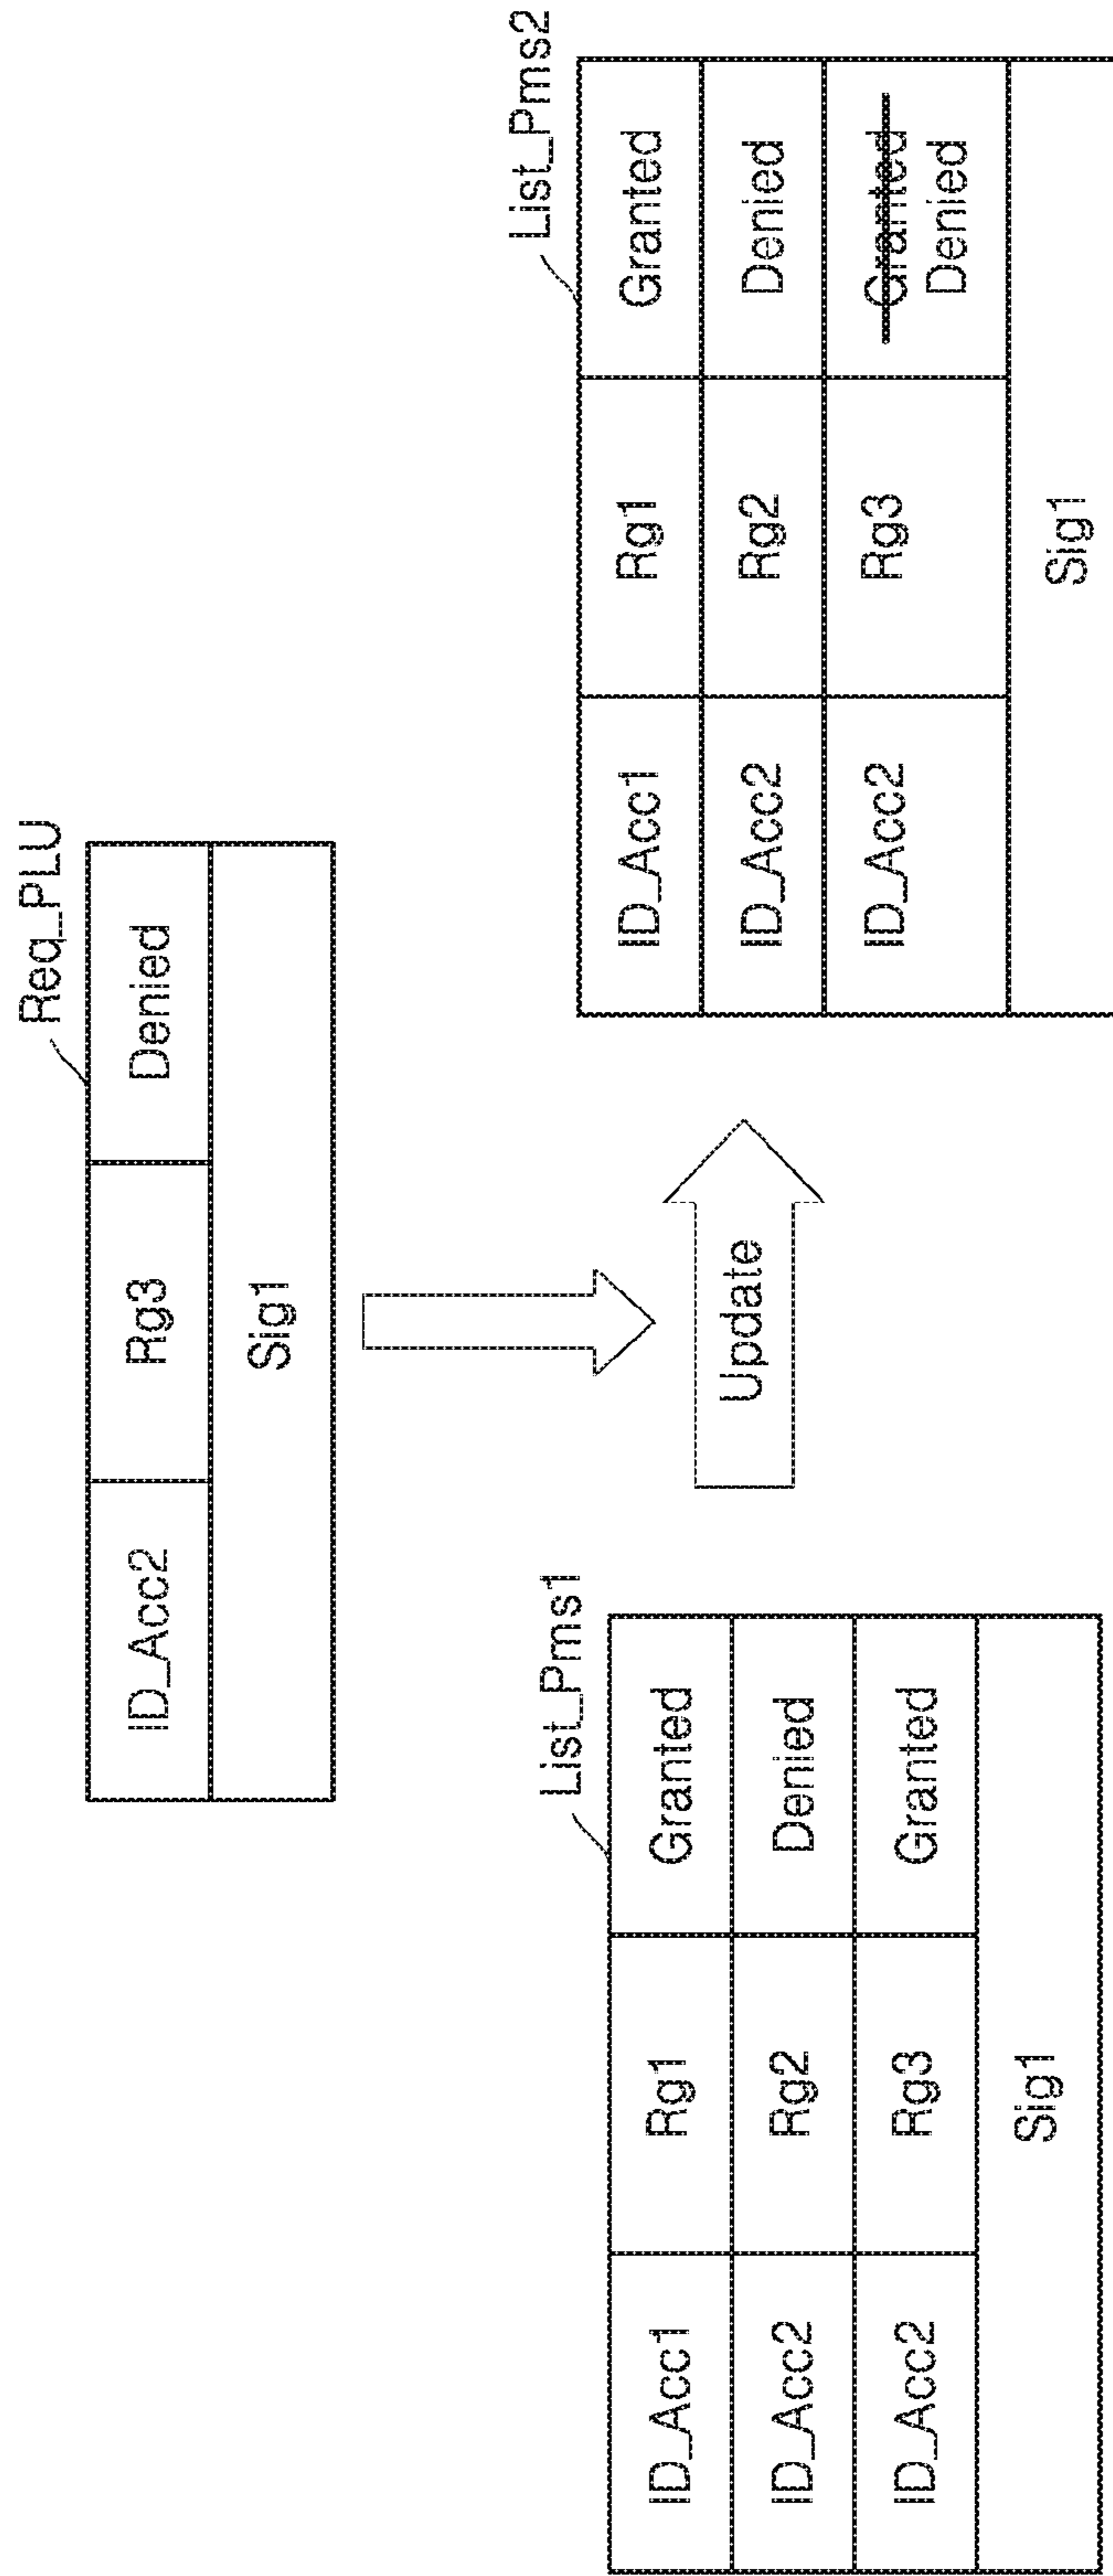 Req_PLU
ID_Acc2 Rg3 Denied
Sig1
List_Pms1
ID_Acc1 Rg1 Granted
ID_Acc2 Rg2 Denied
ID_Acc2 Rg3 Granted
Sig1
Update
List_Pms2
ID_Acc1 Rg1 Granted
ID_Acc2 Rg2 Denied
ID_Acc2 Rg3 Granted
Denied
Sig1